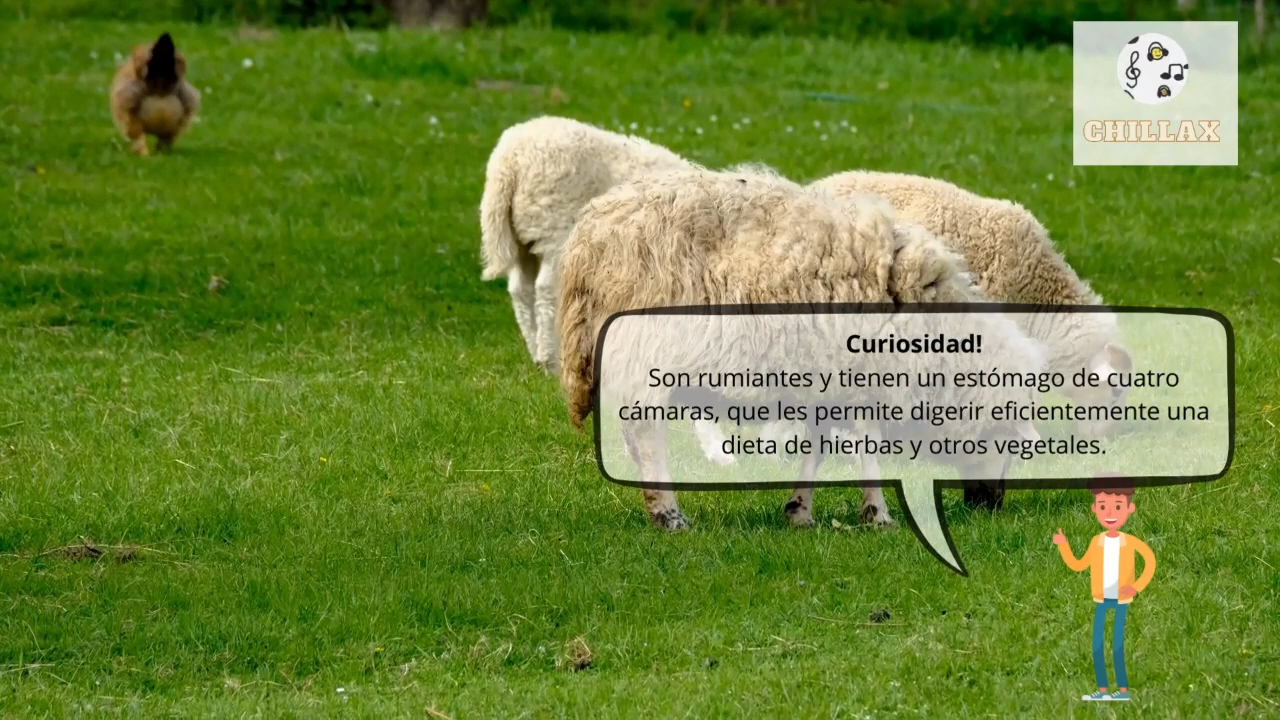 CHILLAX
Curiosidad!
Son rumiantes y tienen un estómago de cuatro
cámaras, que les permite digerir eficientemente una
dieta de hierbas y otros vegetales.